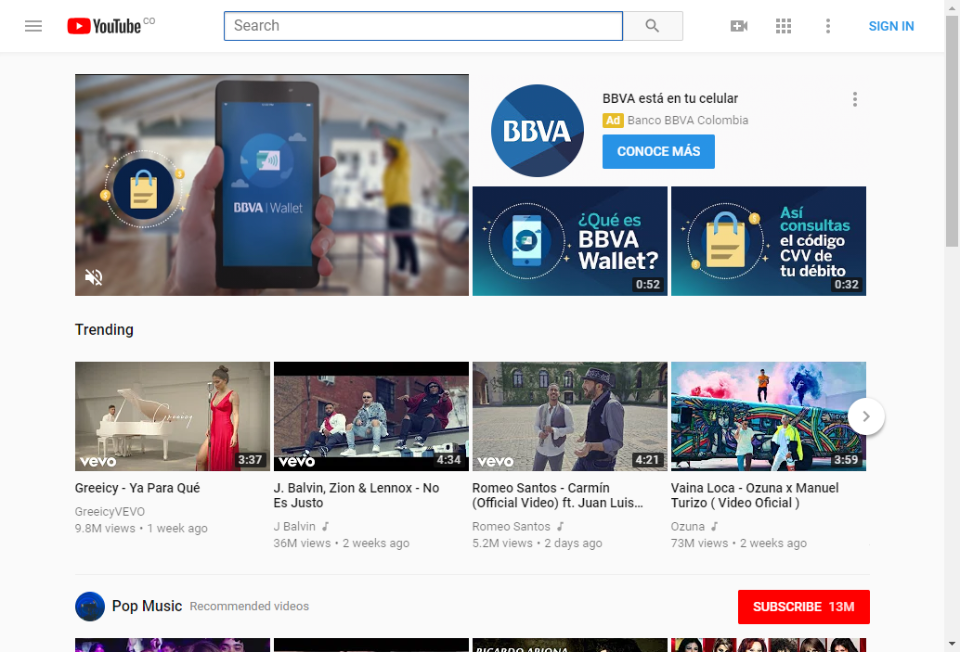 YouTube CO
Search
SIGN IN
BBVA | Wallet
BBVA
BBVA está en tu celular
Ad Banco BBVA Colombia
CONOCE MÁS
¿Qué es
BBVA
Wallet?
0:52
Así
consultas
el código
CVV de
tu débito
0:32
Trending
Greeicy
vevo
3:37
vevo
4:34
vevo
4:21
3:59
Greeicy - Ya Para Qué
GreeicyVEVO
9.8M views • 1 week ago
J. Balvin, Zion & Lennox - No
Es Justo
J Balvin
36M views • 2 weeks ago
Romeo Santos - Carmín
(Official Video) ft. Juan Luis...
Romeo Santos
5.2M views • 2 days ago
Vaina Loca - Ozuna x Manuel
Turizo ( Video Oficial )
Ozuna
73M views • 2 weeks ago
Pop Music Recommended videos
SUBSCRIBE 13M